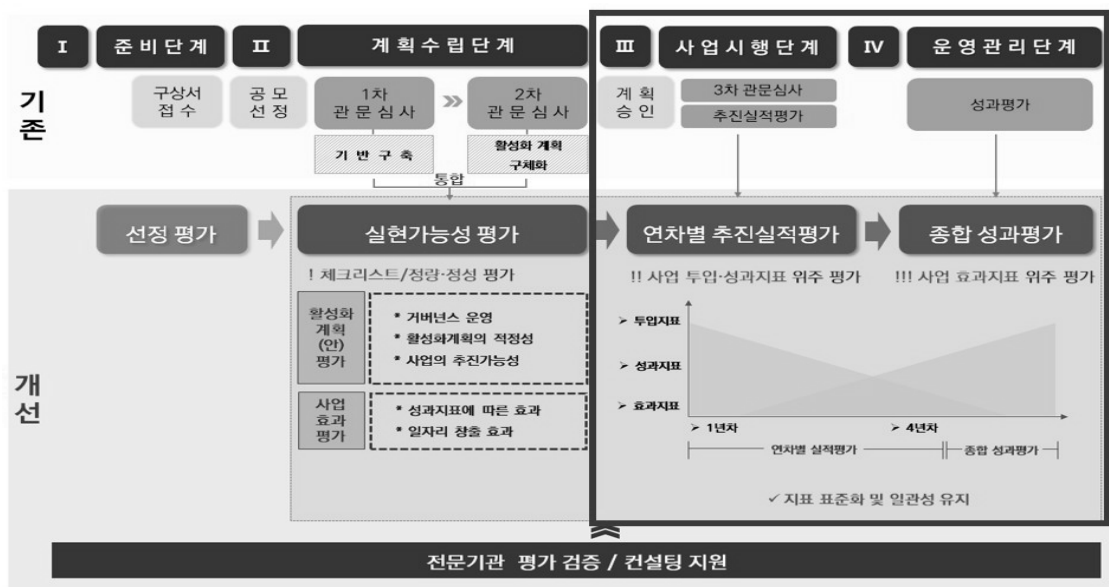 I 준비단계 II 계획수립단계 III 사업시행단계 IV 운영관리단계
기존
구상서
접수
공모
선정
1차
관문심사
»
2차
관문심사
계획
승인
3차 관문심사
추진실적평가
성과평가
기반 구축
활성화 계획
구체화
통합
개선
선정 평가
실현가능성 평가
연차별 추진실적평가
종합 성과평가
! 체크리스트/정량·정성 평가
!! 사업 투입·성과지표 위주 평가
!!! 사업 효과지표 위주 평가
활성화
계획
(안)
평가
* 거버넌스 운영
* 활성화계획의 적정성
* 사업의 추진가능성
사업
효과
평가
* 성과지표에 따른 효과
* 일자리 창출 효과
➢ 투입지표
➢ 성과지표
➢ 효과지표
➢ 1년차
➢ 4년차
연차별 실적평가
종합 성과평가
✓ 지표 표준화 및 일관성 유지
전문기관 평가 검증 / 컨설팅 지원